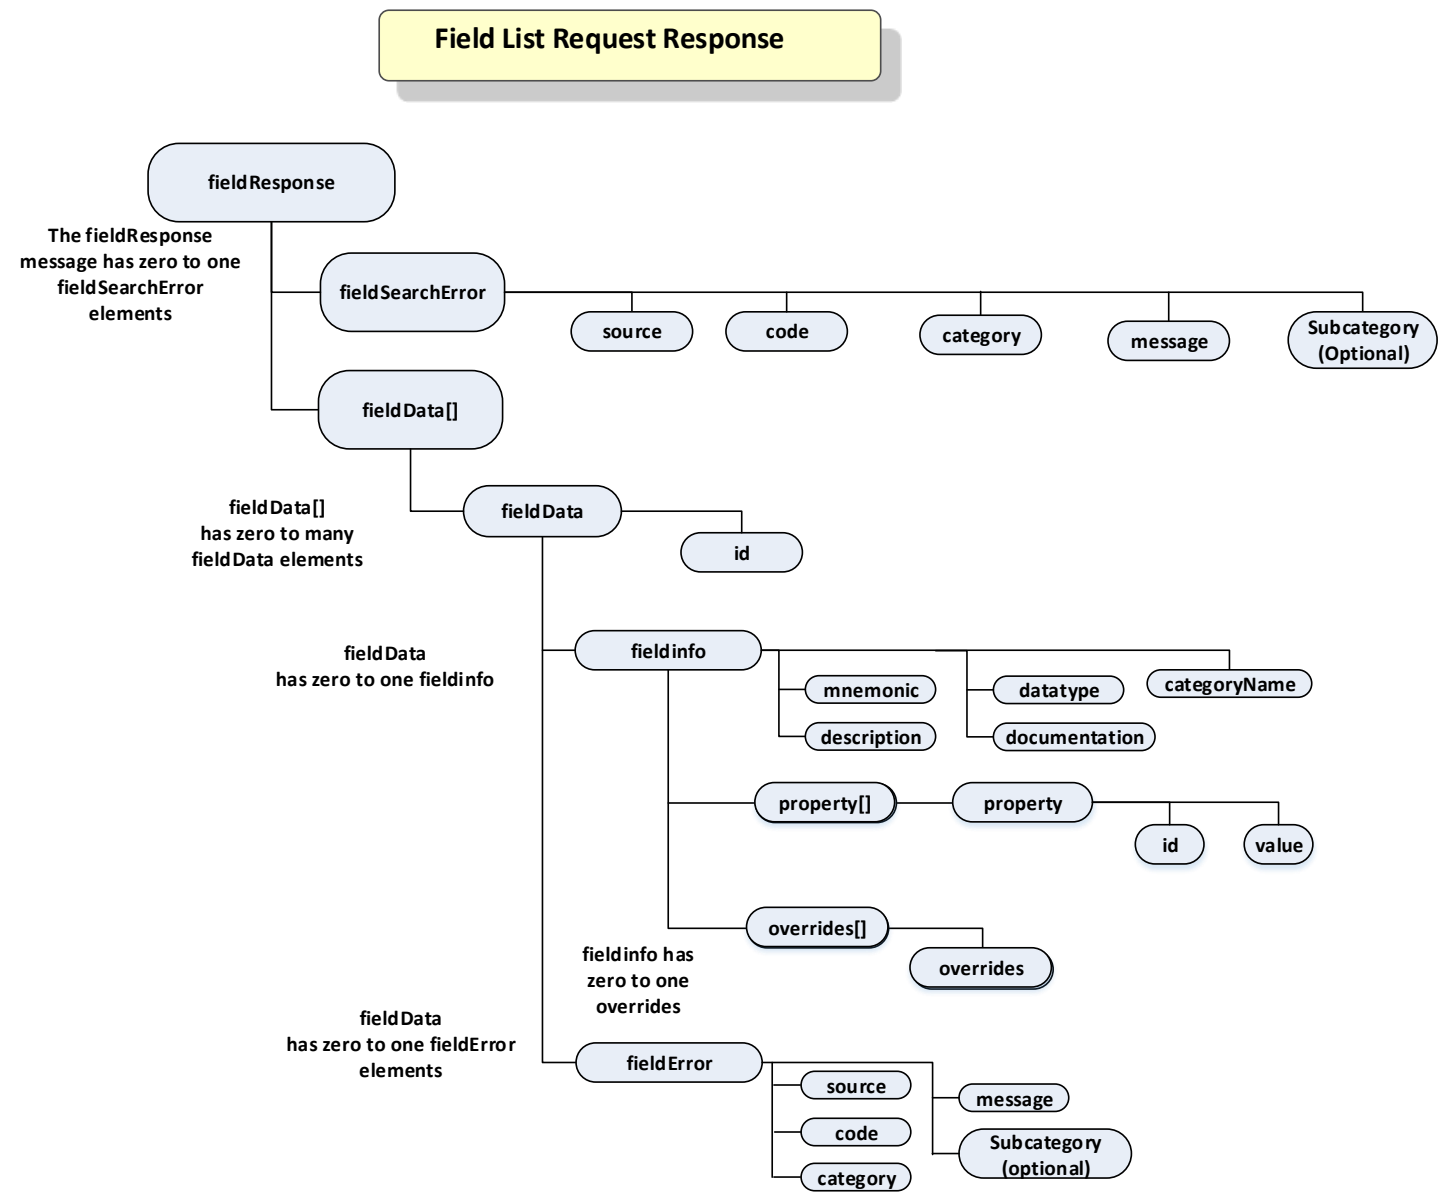 Field List Request Response
fieldResponse
The fieldResponse
message has zero to one
fieldSearchError
elements
fieldSearchError
source
code
category
message
Subcategory
(Optional)
fieldData[]
fieldData[]
has zero to many
fieldData elements
fieldData
id
fieldData
has zero to one fieldinfo
fieldinfo
mnemonic
datatype
categoryName
description
documentation
property[]
property
id
value
overrides[]
overrides
fieldinfo has
zero to one
overrides
fieldData
has zero to one fieldError
elements
fieldError
source
message
code
Subcategory
(optional)
category